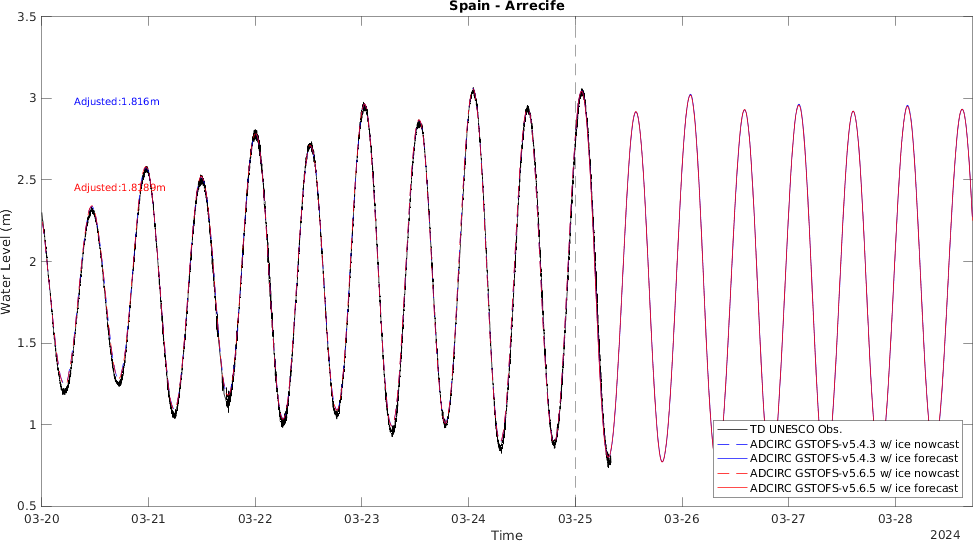 Spain - Arrecife
3.5
3
2.5
2
1.5
1
0.5
Water Level (m)
Adjusted:1.816m
Adjusted:1.8189m
TD UNESCO Obs.
ADCIRC GSTOFS-v5.4.3 w/ ice nowcast
ADCIRC GSTOFS-v5.4.3 w/ ice forecast
ADCIRC GSTOFS-v5.6.5 w/ ice nowcast
ADCIRC GSTOFS-v5.6.5 w/ ice forecast
03-20 03-21 03-22 03-23 03-24 03-25 03-26 03-27 03-28
Time
2024